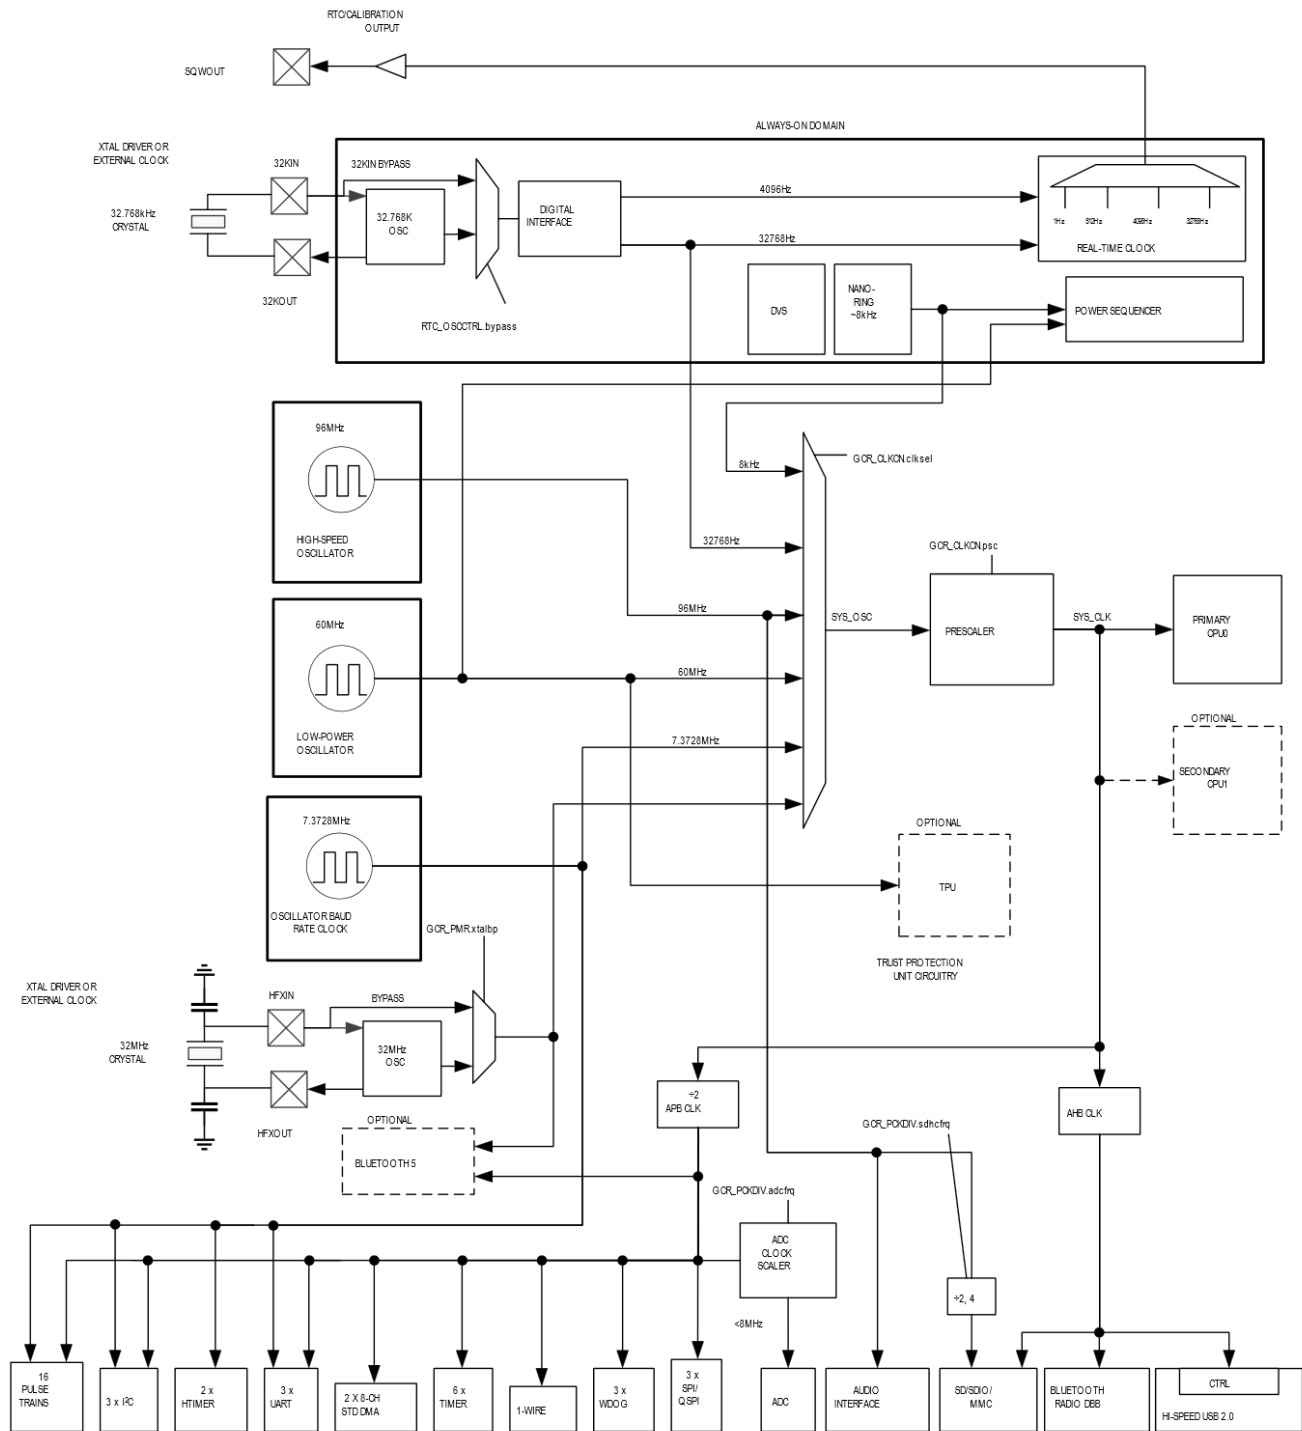 RTC/CALIBRATION
OUTPUT
SQWOUT
ALWAYS-ON DOMAIN
XTAL DRIVER OR
EXTERNAL CLOCK
32KIN
32KIN BYPASS
32.768kHz
CRYSTAL
32.768K
OSC
DIGITAL
INTERFACE
4096Hz
32768Hz
1Hz
512Hz
4096Hz
32768Hz
REAL-TIME CLOCK
32KOUT
RTC_OSCCTRL.bypass
DVS
NANO-
RING
~8kHz
POWER SEQUENCER
96MHz
HIGH-SPEED
OSCILLATOR
8kHz
GCR_CLKCN.clksel
32768Hz
GCR_CLKCN.psc
96MHz
SYS_OSC
PRESCALER
SYS_CLK
PRIMARY
CPU0
60MHz
LOW-POWER
OSCILLATOR
60MHz
7.3728MHz
OPTIONAL
SECONDARY
CPU1
7.3728MHz
OSCILLATOR BAUD
RATE CLOCK
OPTIONAL
TPU
TRUST PROTECTION
UNIT CIRCUITRY
GCR_PMR.xtalbp
XTAL DRIVER OR
EXTERNAL CLOCK
HFXIN
BYPASS
32MHz
CRYSTAL
32MHz
OSC
HFXOUT
OPTIONAL
BLUETOOTH 5
÷2
APB CLK
AHB CLK
GCR_PCKDIV.sdhcfrq
GCR_PCKDIV.adcfrq
ADC
CLOCK
SCALER
÷2, 4
<8MHz
16
PULSE
TRAINS
3 x I²C
2 x
HTIMER
3 x
UART
2 X 8-CH
STD DMA
6 x
TIMER
1-WIRE
3 x
WDOG
3 x
SPI/
QSPI
ADC
AUDIO
INTERFACE
SD/SDIO/
MMC
BLUETOOTH
RADIO DBB
CTRL
HI-SPEED USB 2.0